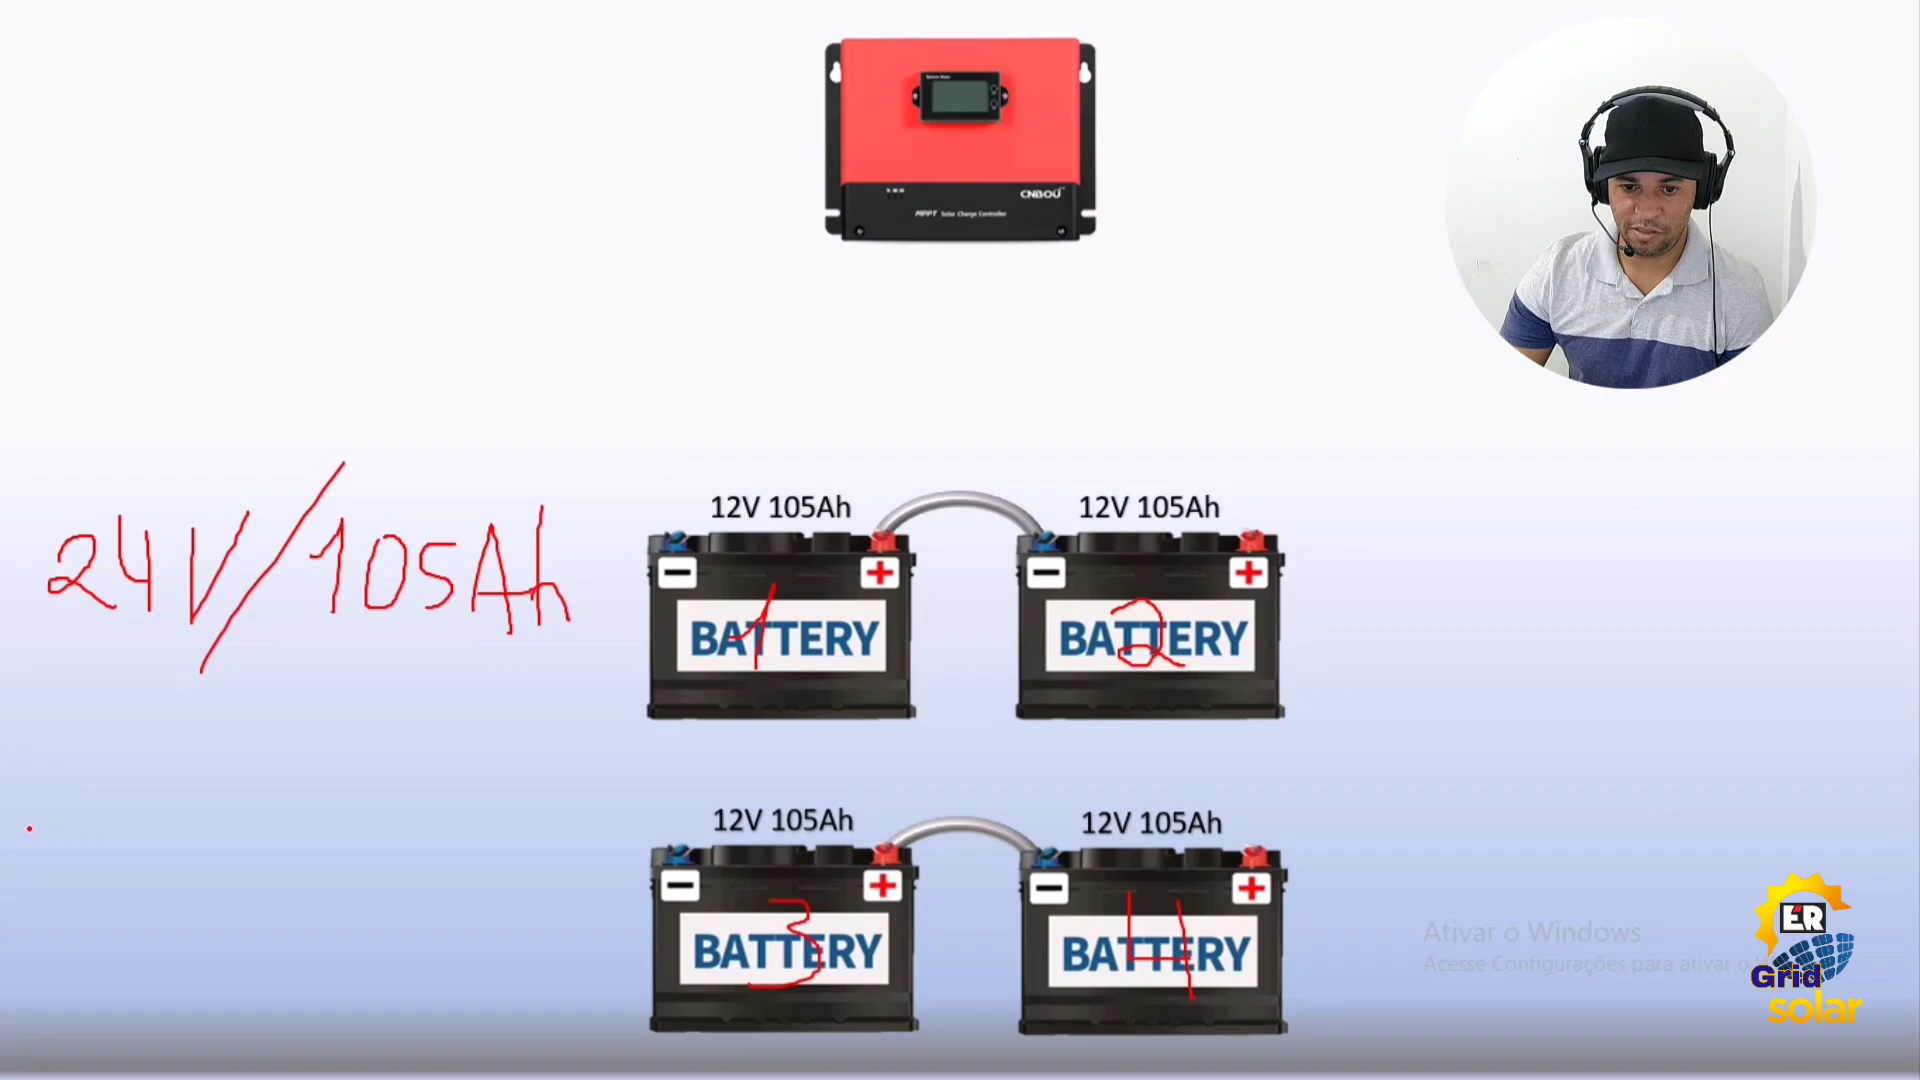 CNBOU
MPPT Solar Charge Controller
24V/105Ah
12V 105Ah
12V 105Ah
- +
- +
BATTERY
1
BATTERY
2
12V 105Ah
12V 105Ah
- +
- +
BATTERY
3
BATTERY
4
Ativar o Windows
Acesse Configurações para ativar o
ER
Grid
solar